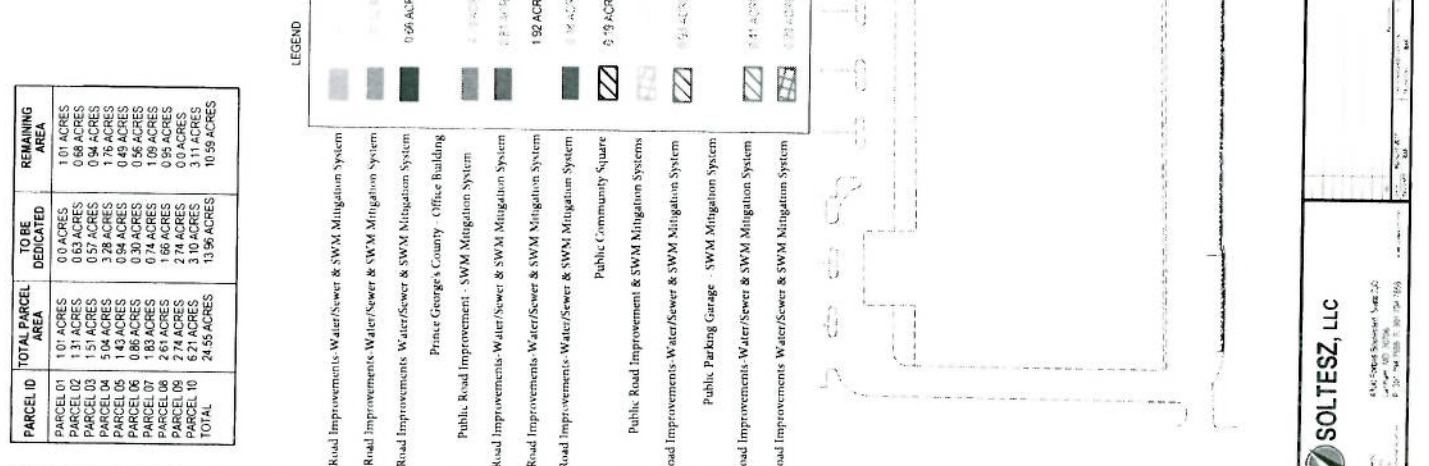 PARCEL ID TOTAL PARCEL AREA TO BE DEDICATED REMAINING AREA
PARCEL 01 1.01 ACRES 0.0 ACRES 1.01 ACRES
PARCEL 02 1.31 ACRES 0.63 ACRES 0.68 ACRES
PARCEL 03 1.51 ACRES 0.57 ACRES 0.94 ACRES
PARCEL 04 5.04 ACRES 3.28 ACRES 1.76 ACRES
PARCEL 05 1.43 ACRES 0.94 ACRES 0.49 ACRES
PARCEL 06 0.86 ACRES 0.30 ACRES 0.56 ACRES
PARCEL 07 1.83 ACRES 0.74 ACRES 1.09 ACRES
PARCEL 08 2.61 ACRES 1.66 ACRES 0.95 ACRES
PARCEL 09 2.74 ACRES 2.74 ACRES 0.0 ACRES
PARCEL 10 6.21 ACRES 3.10 ACRES 3.11 ACRES
TOTAL 24.55 ACRES 13.96 ACRES 10.59 ACRES
LEGEND
Road Improvements-Water/Sewer & SWM Mitigation System
Road Improvements-Water/Sewer & SWM Mitigation System
Road Improvements Water/Sewer & SWM Mitigation System 0.66 ACR
Prince George's County - Office Building
Public Road Improvement - SWM Mitigation System
Road Improvements-Water/Sewer & SWM Mitigation System
Road Improvements-Water/Sewer & SWM Mitigation System 1.92 ACR
Road Improvements-Water/Sewer & SWM Mitigation System
Public Community Square 0.19 ACR
Public Road Improvement & SWM Mitigation Systems
oad Improvements-Water/Sewer & SWM Mitigation System
Public Parking Garage - SWM Mitigation System
oad Improvements-Water/Sewer & SWM Mitigation System
oad Improvements Water/Sewer & SWM Mitigation System
SOLTESZ, LLC